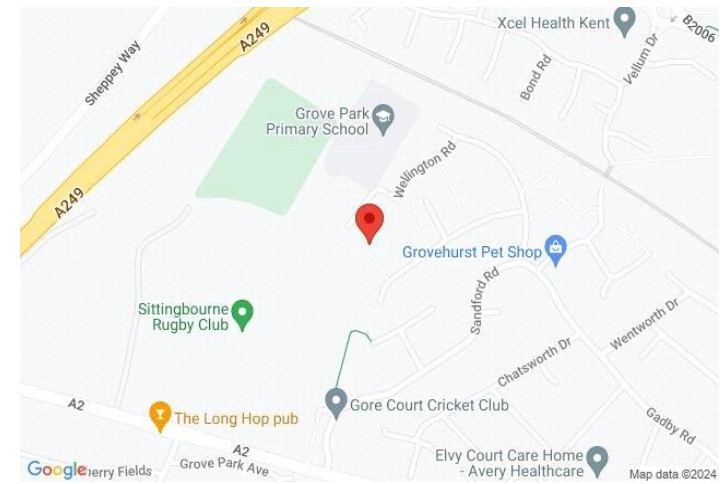 Xcel Health Kent
B2006
A249
Sheppey Way
Vellum Dr
Bond Rd
Grove Park
Primary School
Wellington Rd
A249
Grovehurst Pet Shop
Sandford Rd
Sittingbourne
Rugby Club
Wentworth Dr
Chatsworth Dr
A2
The Long Hop pub
Gore Court Cricket Club
Gadby Rd
A2
Elvy Court Care Home
- Avery Healthcare
Grove Park Ave
Google
erry Fields
Map data ©2024